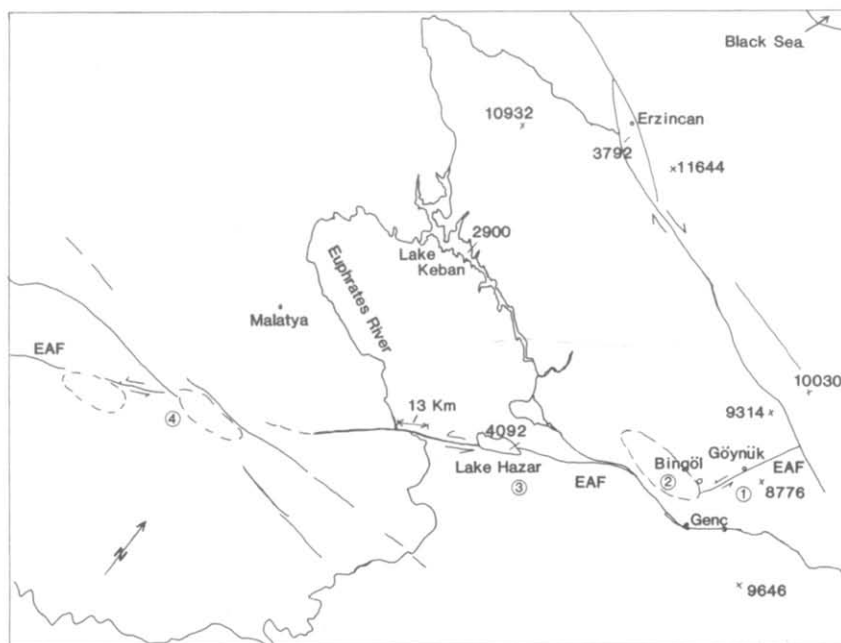 Black Sea
10932
Erzincan
3792
11644
2900
Lake
Keban
Euphrates River
Malatya
EAF
13 Km
10030
9314
4092
Göynük
Bingöl
EAF
4
Lake Hazar
2
1
8776
3
EAF
Genç
N
9646